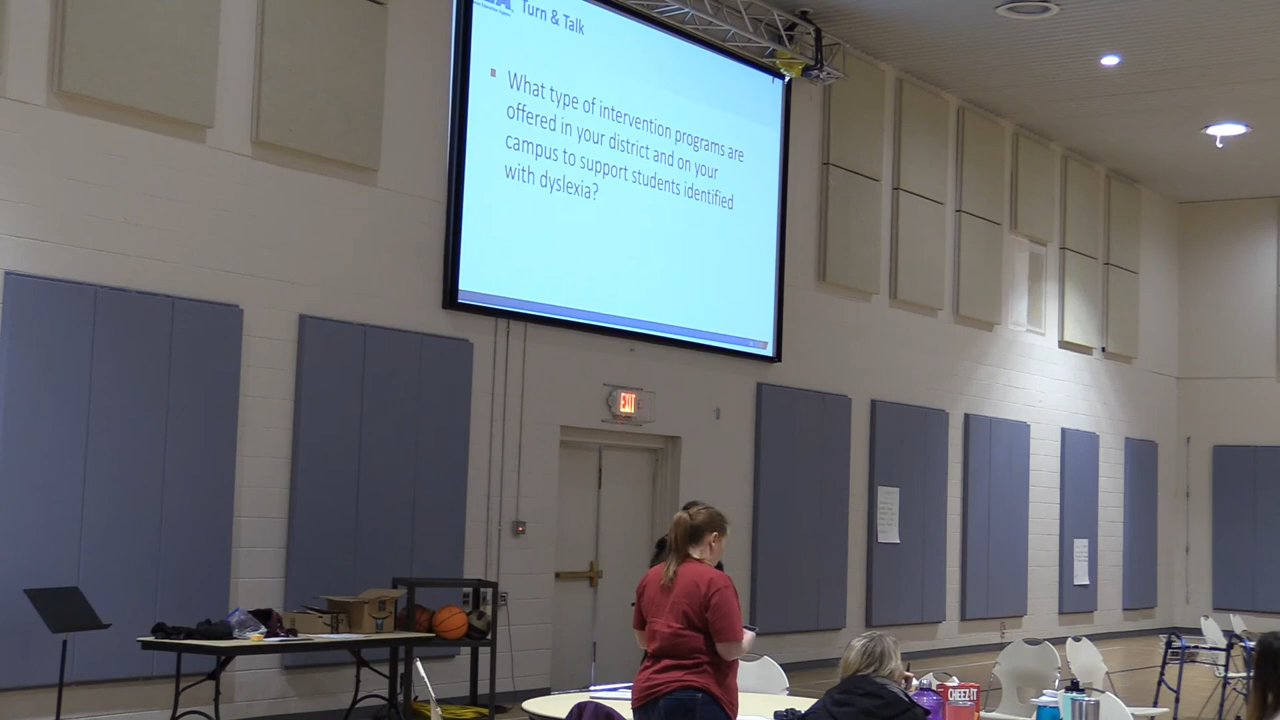 Turn & Talk
What type of intervention programs are
offered in your district and on your
campus to support students identified
with dyslexia?
EXIT
CHEEZ-IT